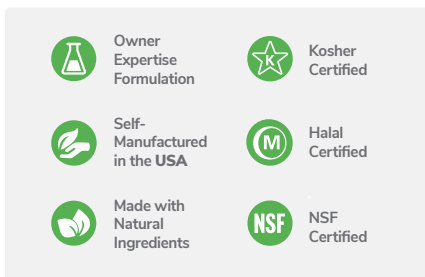 Owner
Expertise
Formulation
K
Kosher
Certified
Self-
Manufactured
in the USA
M
Halal
Certified
Made with
Natural
Ingredients
NSF
NSF
Certified